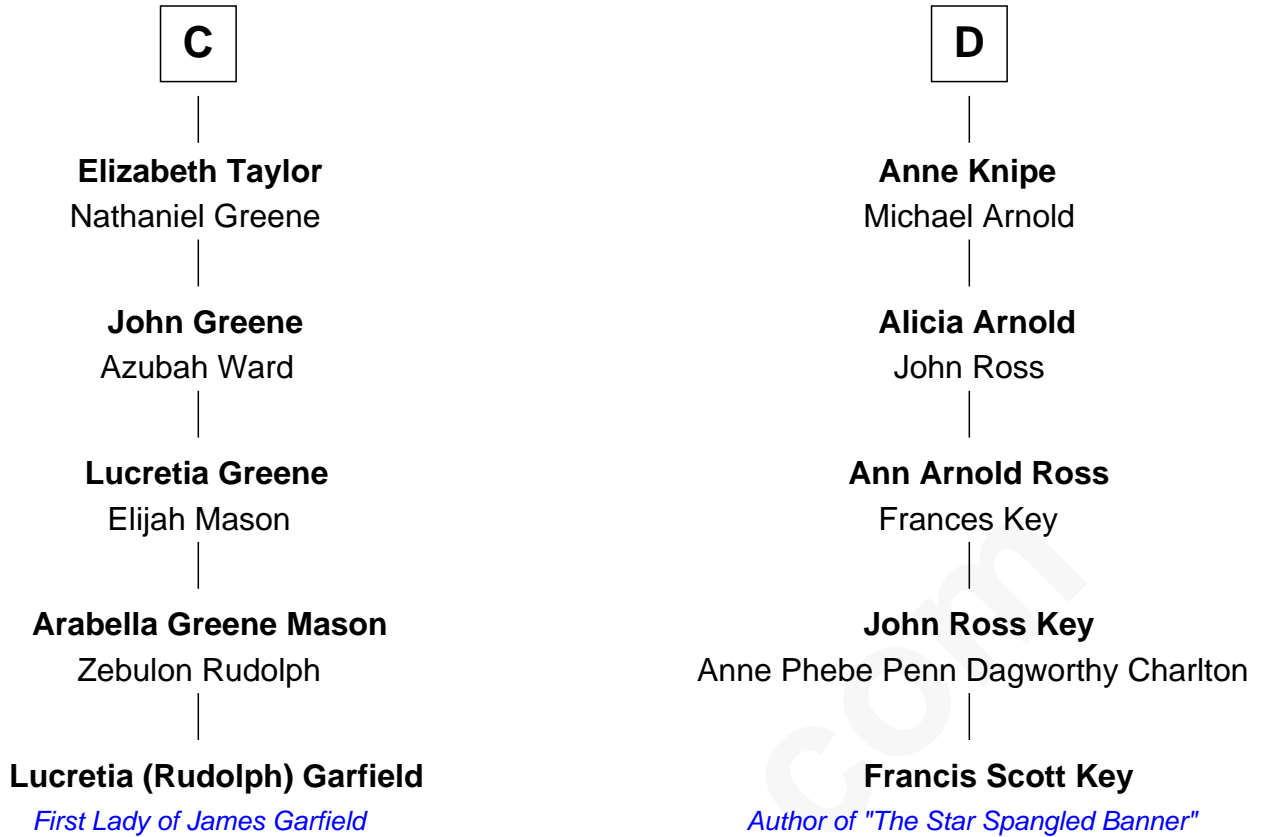 C
Elizabeth Taylor
Nathaniel Greene
John Greene
Azubah Ward
Lucretia Greene
Elijah Mason
Arabella Greene Mason
Zebulon Rudolph
Lucretia (Rudolph) Garfield
First Lady of James Garfield
D
Anne Knipe
Michael Arnold
Alicia Arnold
John Ross
Ann Arnold Ross
Frances Key
John Ross Key
Anne Phebe Penn Dagworthy Charlton
Francis Scott Key
Author of "The Star Spangled Banner"
com